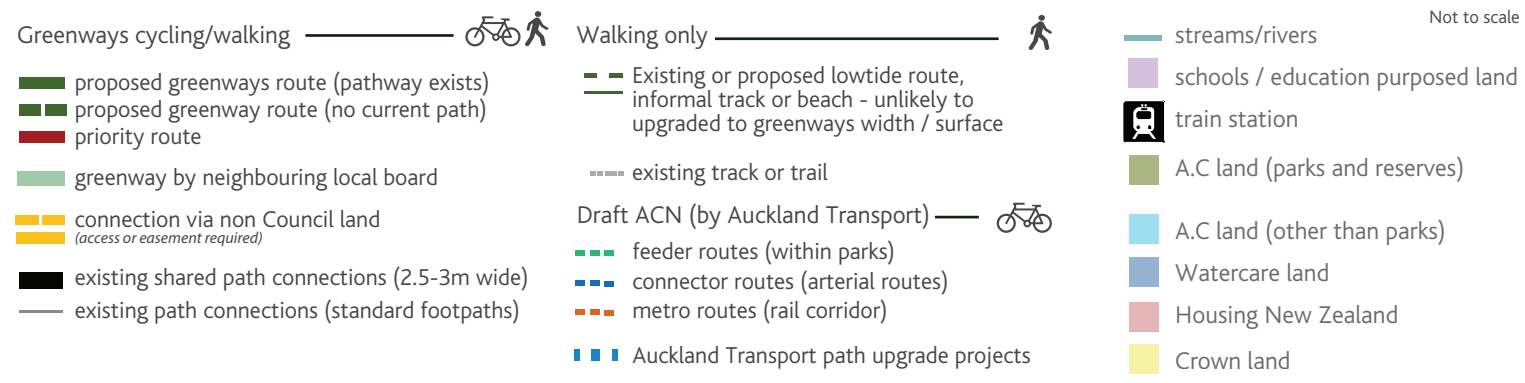 Not to scale
Greenways cycling/walking
proposed greenways route (pathway exists)
proposed greenway route (no current path)
priority route
greenway by neighbouring local board
connection via non Council land
(access or easement required)
existing shared path connections (2.5-3m wide)
existing path connections (standard footpaths)
Walking only
Existing or proposed lowtide route,
informal track or beach - unlikely to
upgraded to greenways width / surface
existing track or trail
Draft ACN (by Auckland Transport)
feeder routes (within parks)
connector routes (arterial routes)
metro routes (rail corridor)
Auckland Transport path upgrade projects
streams/rivers
schools / education purposed land
train station
A.C land (parks and reserves)
A.C land (other than parks)
Watercare land
Housing New Zealand
Crown land